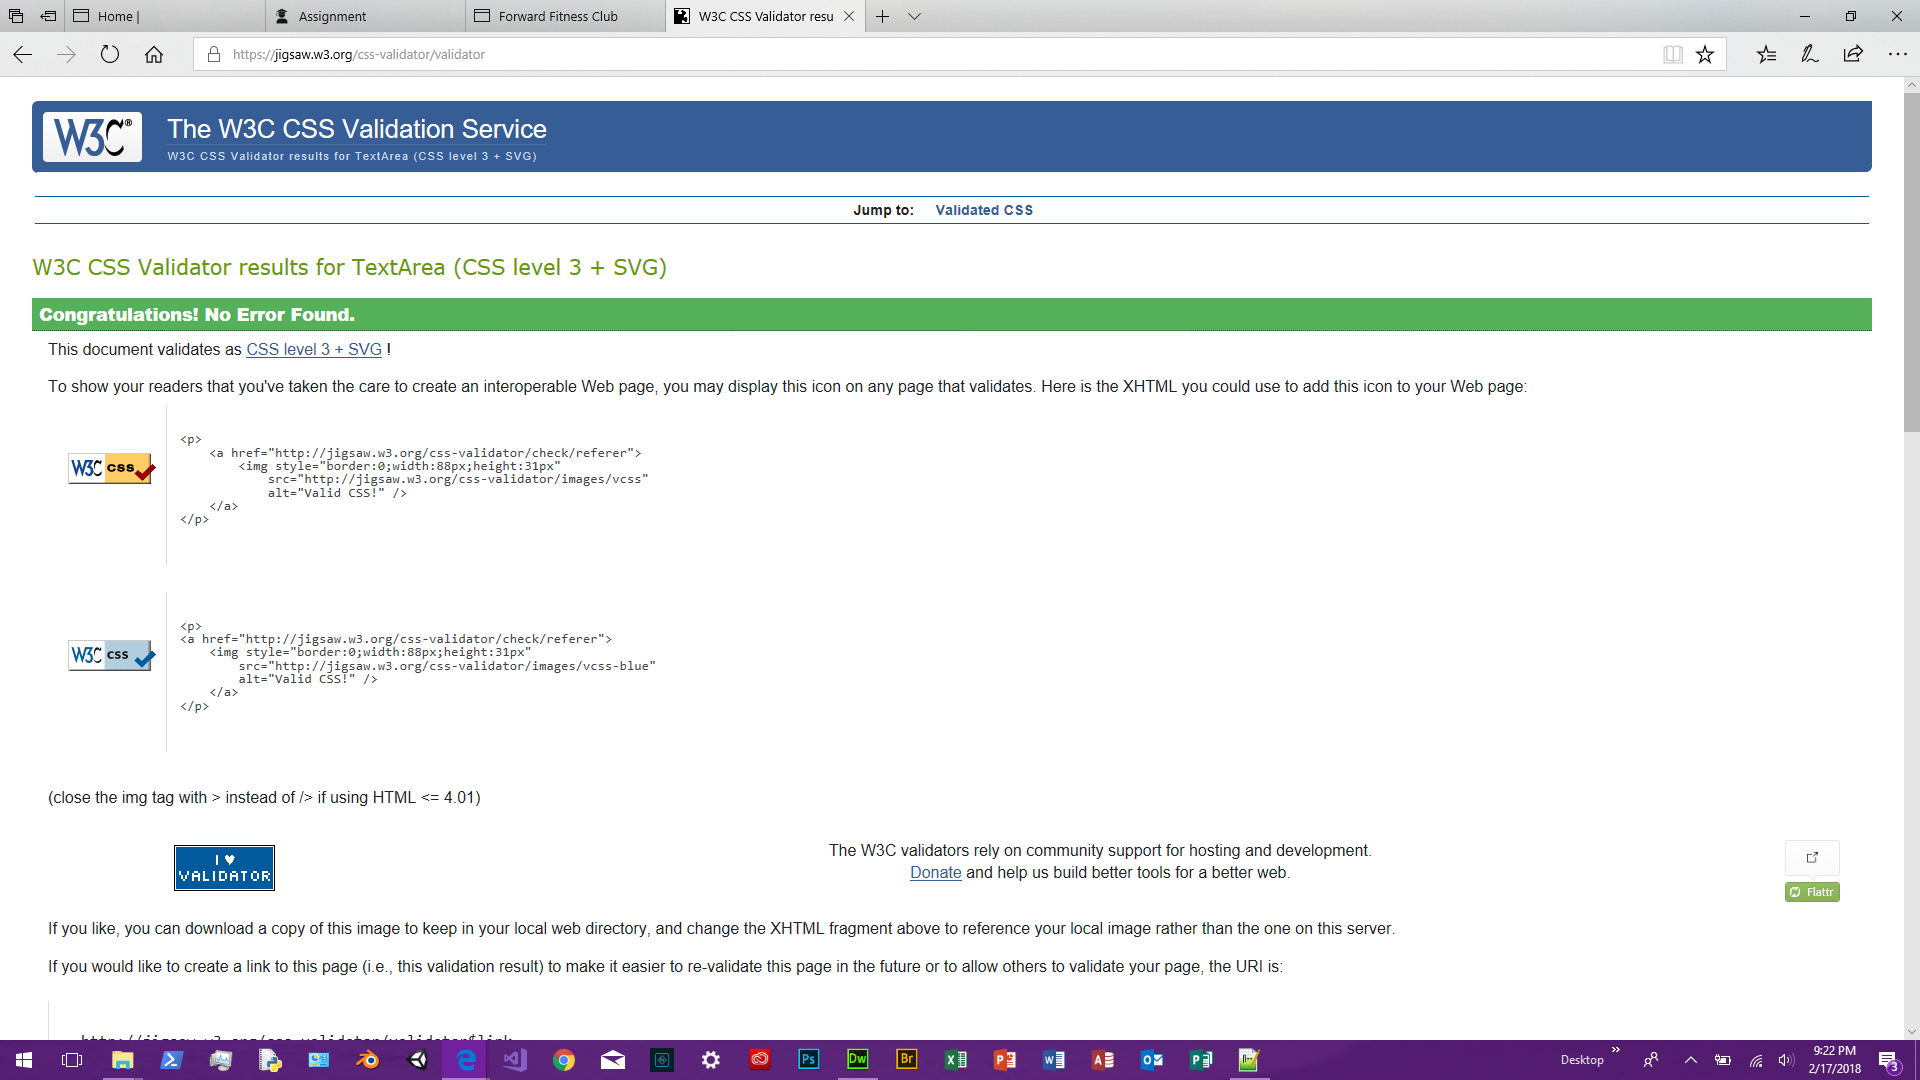 Home |
Assignment
Forward Fitness Club
W3C CSS Validator resu
https://jigsaw.w3.org/css-validator/validator
W3C®
The W3C CSS Validation Service
W3C CSS Validator results for TextArea (CSS level 3 + SVG)
Jump to: Validated CSS
W3C CSS Validator results for TextArea (CSS level 3 + SVG)
Congratulations! No Error Found.
This document validates as CSS level 3 + SVG !
To show your readers that you've taken the care to create an interoperable Web page, you may display this icon on any page that validates. Here is the XHTML you could use to add this icon to your Web page:
W3C css
<p>
<a href="http://jigsaw.w3.org/css-validator/check/referer">
<img style="border:0;width:88px;height:31px"
src="http://jigsaw.w3.org/css-validator/images/vcss"
alt="Valid CSS!" />
</a>
</p>
W3C css
<p>
<a href="http://jigsaw.w3.org/css-validator/check/referer">
<img style="border:0;width:88px;height:31px"
src="http://jigsaw.w3.org/css-validator/images/vcss-blue"
alt="Valid CSS!" />
</a>
</p>
(close the img tag with > instead of /> if using HTML <= 4.01)
I ♥
VALIDATOR
The W3C validators rely on community support for hosting and development.
Donate and help us build better tools for a better web.
Flattr
If you like, you can download a copy of this image to keep in your local web directory, and change the XHTML fragment above to reference your local image rather than the one on this server.
If you would like to create a link to this page (i.e., this validation result) to make it easier to re-validate this page in the future or to allow others to validate your page, the URI is:
http://jigsaw.w3.org/css-validator/validator$link
Ps
Dw
Br
Desktop
9:22 PM
2/17/2018
3